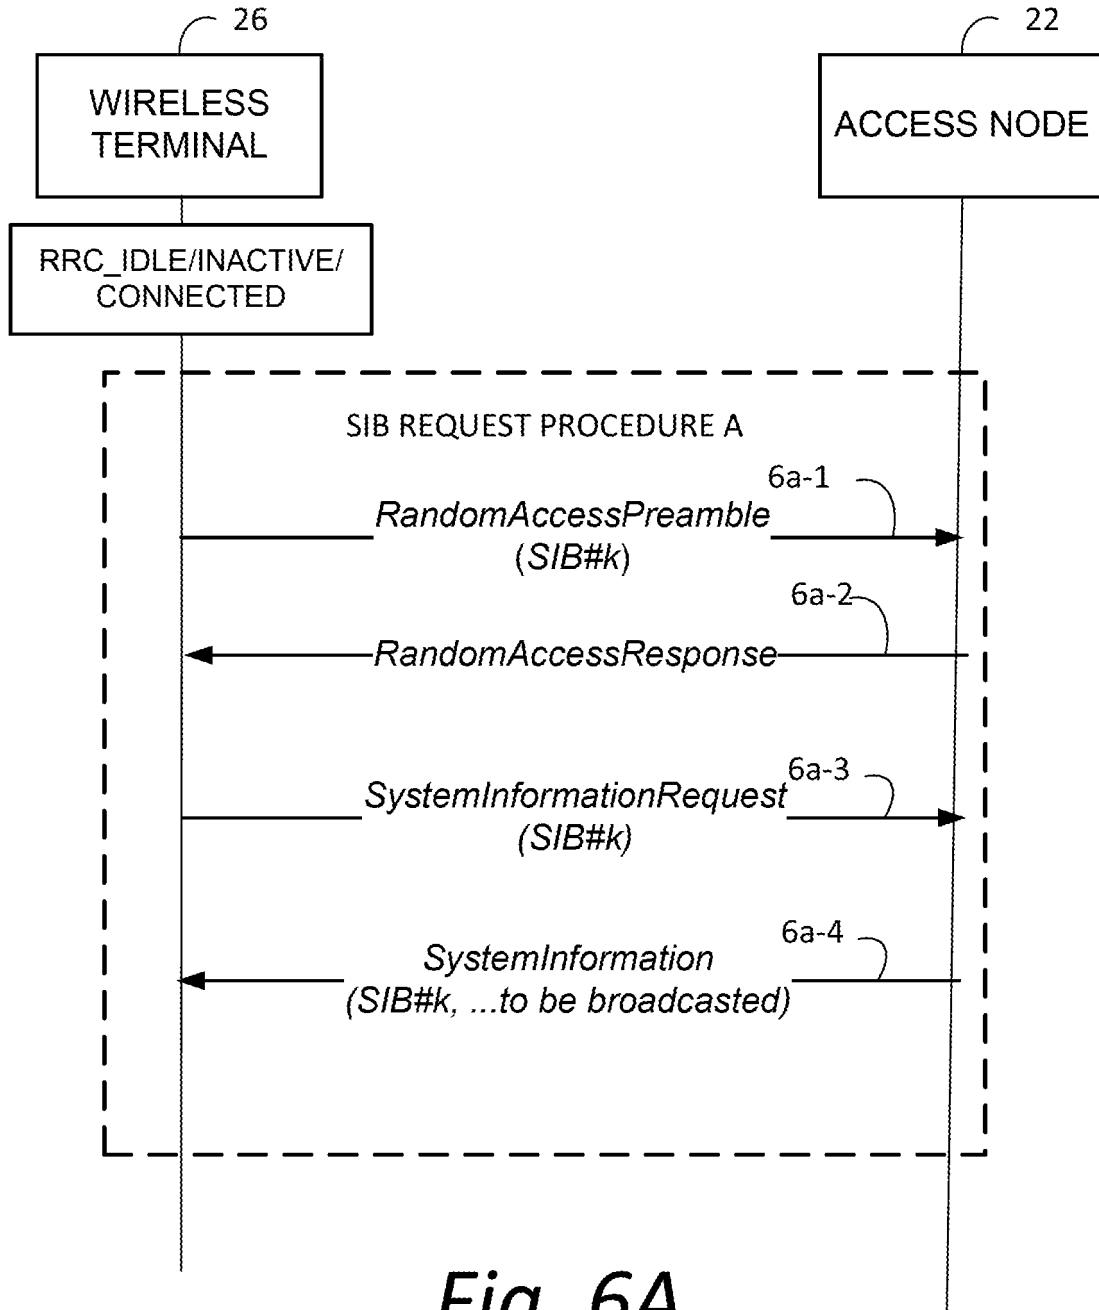 26
22
WIRELESS
TERMINAL
ACCESS NODE
RRC_IDLE/INACTIVE/
CONNECTED
SIB REQUEST PROCEDURE A
6a-1
RandomAccessPreamble
(SIB#k)
6a-2
RandomAccessResponse
6a-3
SystemInformationRequest
(SIB#k)
6a-4
SystemInformation
(SIB#k, ...to be broadcasted)
Fig. 6A